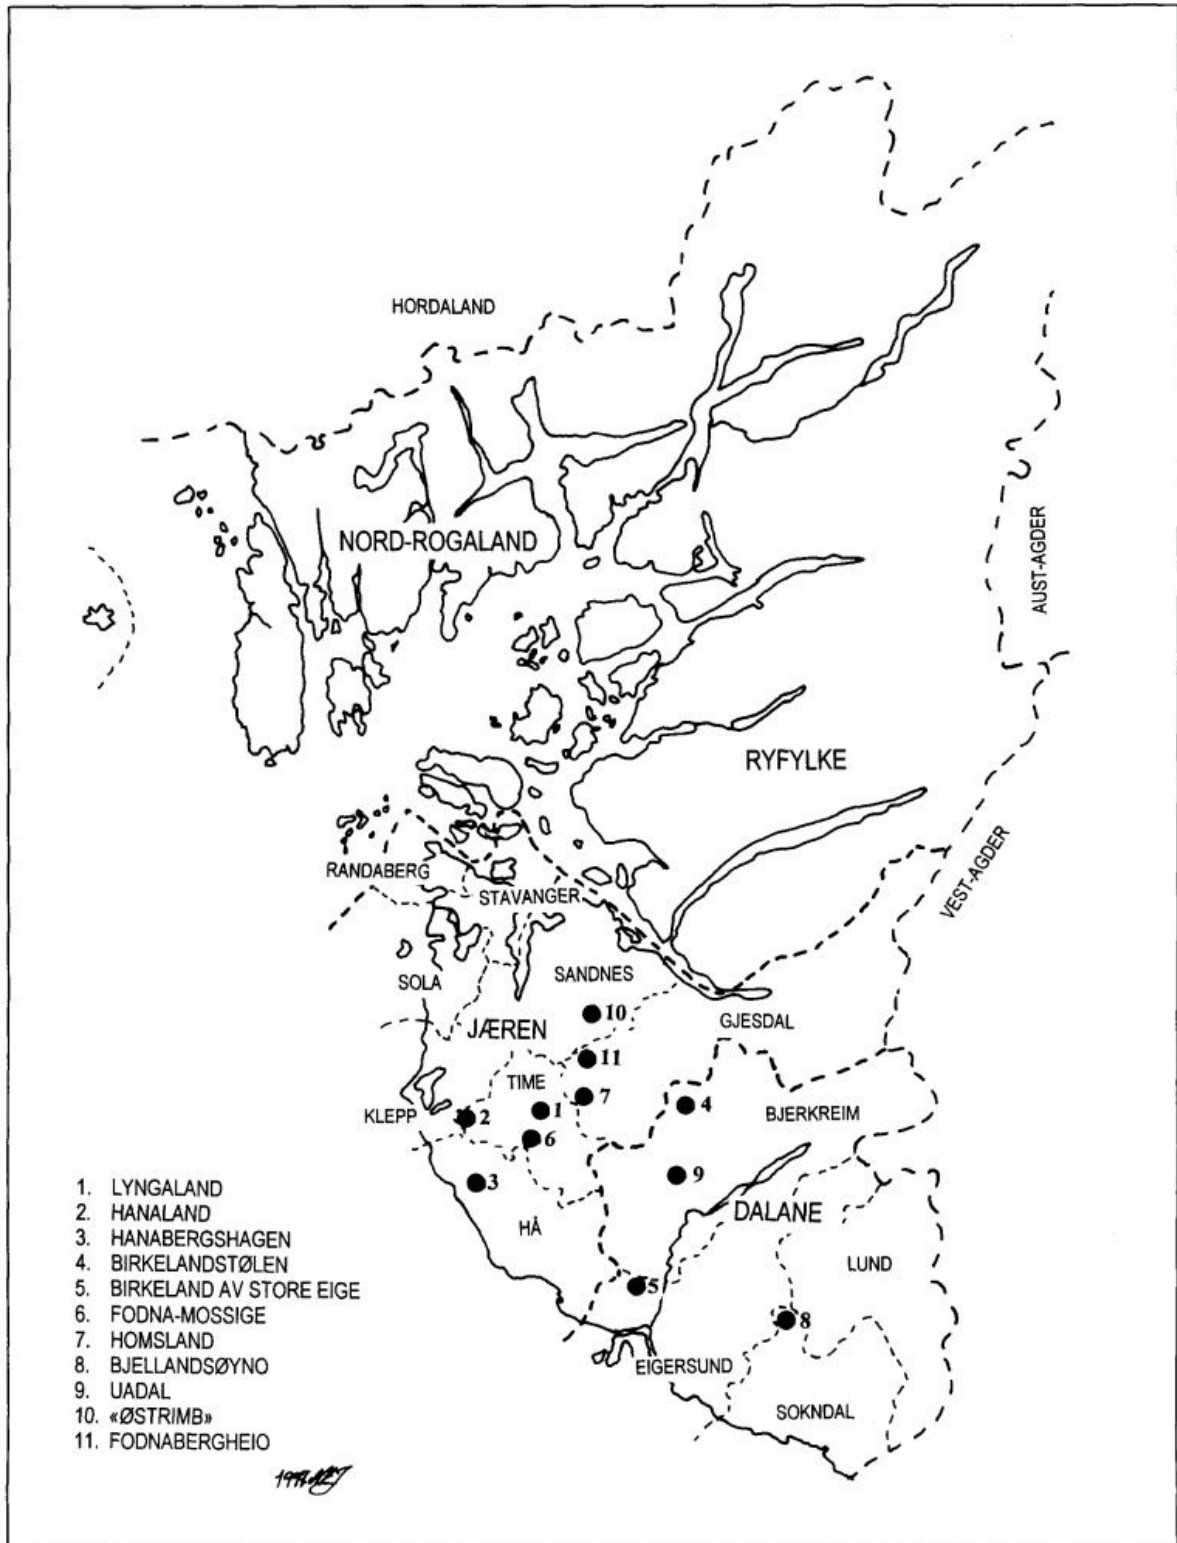 HORDALAND
NORD-ROGALAND
AUST-AGDER
RYFYLKE
VEST-AGDER
RANDABERG
STAVANGER
SOLA
SANDNES
10
GJESDAL
JÆREN
11
TIME
7
4
KLEPP
2
1
BJERKREIM
6
3
9
HÅ
DALANE
LUND
5
8
EIGERSUND
SOKNDAL
1. LYNGALAND
2. HANALAND
3. HANABERGSHAGEN
4. BIRKELANDSTØLEN
5. BIRKELAND AV STORE EIGE
6. FODNA-MOSSIGE
7. HOMSLAND
8. BJELLANDSØYNO
9. UADAL
10. «ØSTRIMB»
11. FODNABERGHEIO